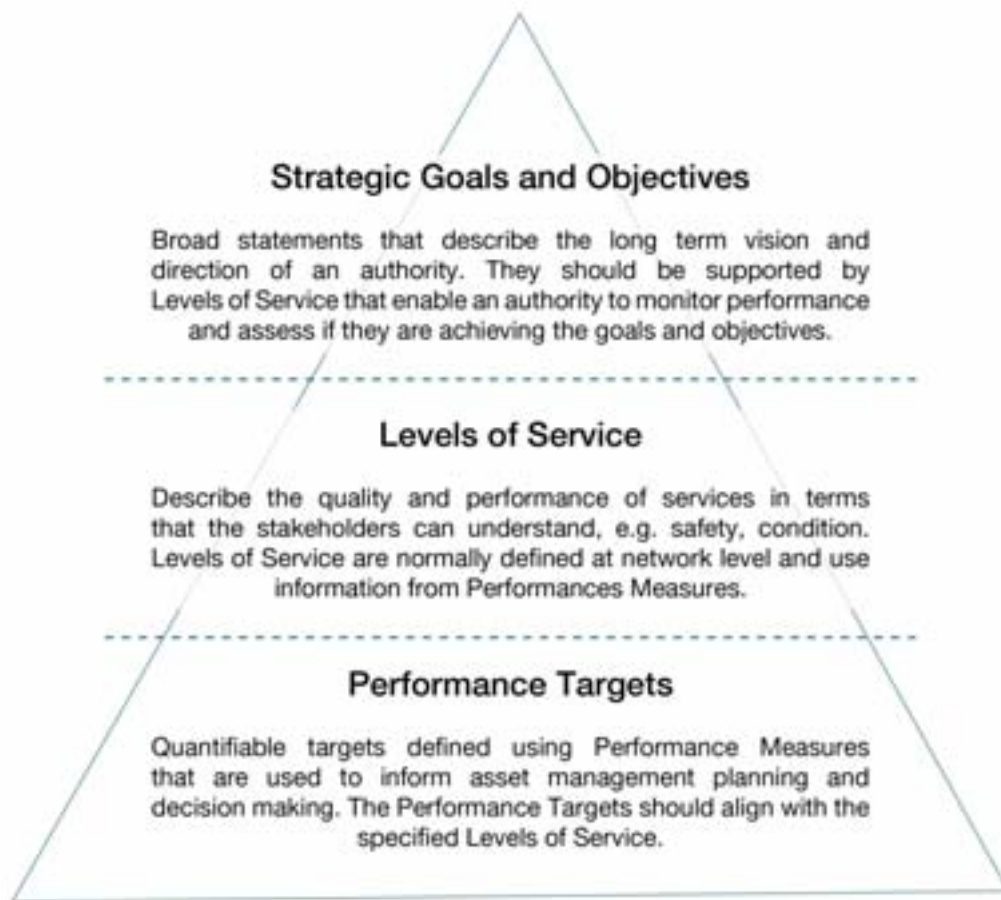 Strategic Goals and Objectives
Broad statements that describe the long term vision and
direction of an authority. They should be supported by
Levels of Service that enable an authority to monitor performance
and assess if they are achieving the goals and objectives.
Levels of Service
Describe the quality and performance of services in terms
that the stakeholders can understand, e.g. safety, condition.
Levels of Service are normally defined at network level and use
information from Performances Measures.
Performance Targets
Quantifiable targets defined using Performance Measures
that are used to inform asset management planning and
decision making. The Performance Targets should align with the
specified Levels of Service.